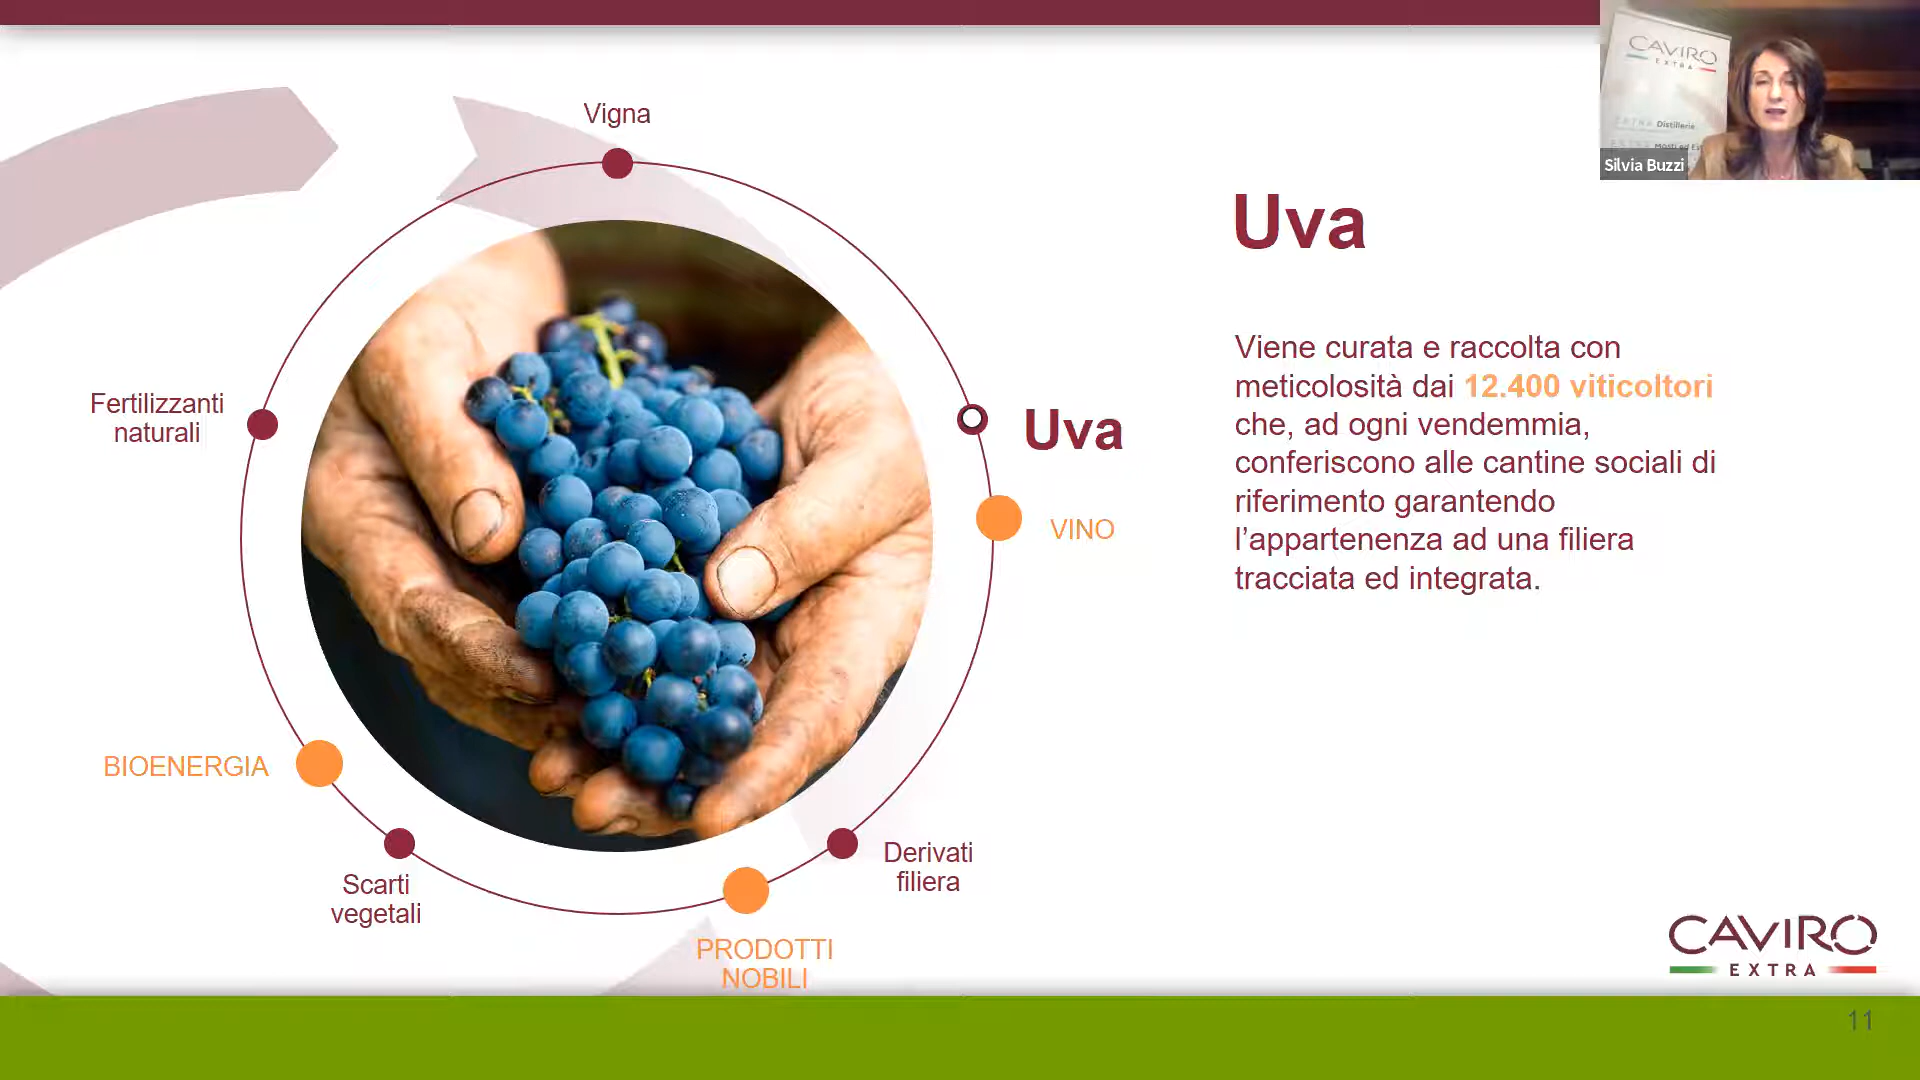 CAVIRO
EXTRA
Distillerie
Silvia Buzzi
Vigna
Uva
Viene curata e raccolta con
meticolosità dai 12.400 viticoltori
che, ad ogni vendemmia,
conferiscono alle cantine sociali di
riferimento garantendo
l’appartenenza ad una filiera
tracciata ed integrata.
Fertilizzanti
naturali
Uva
VINO
BIOENERGIA
Derivati
filiera
Scarti
vegetali
PRODOTTI
NOBILI
CAVIRO
EXTRA
11